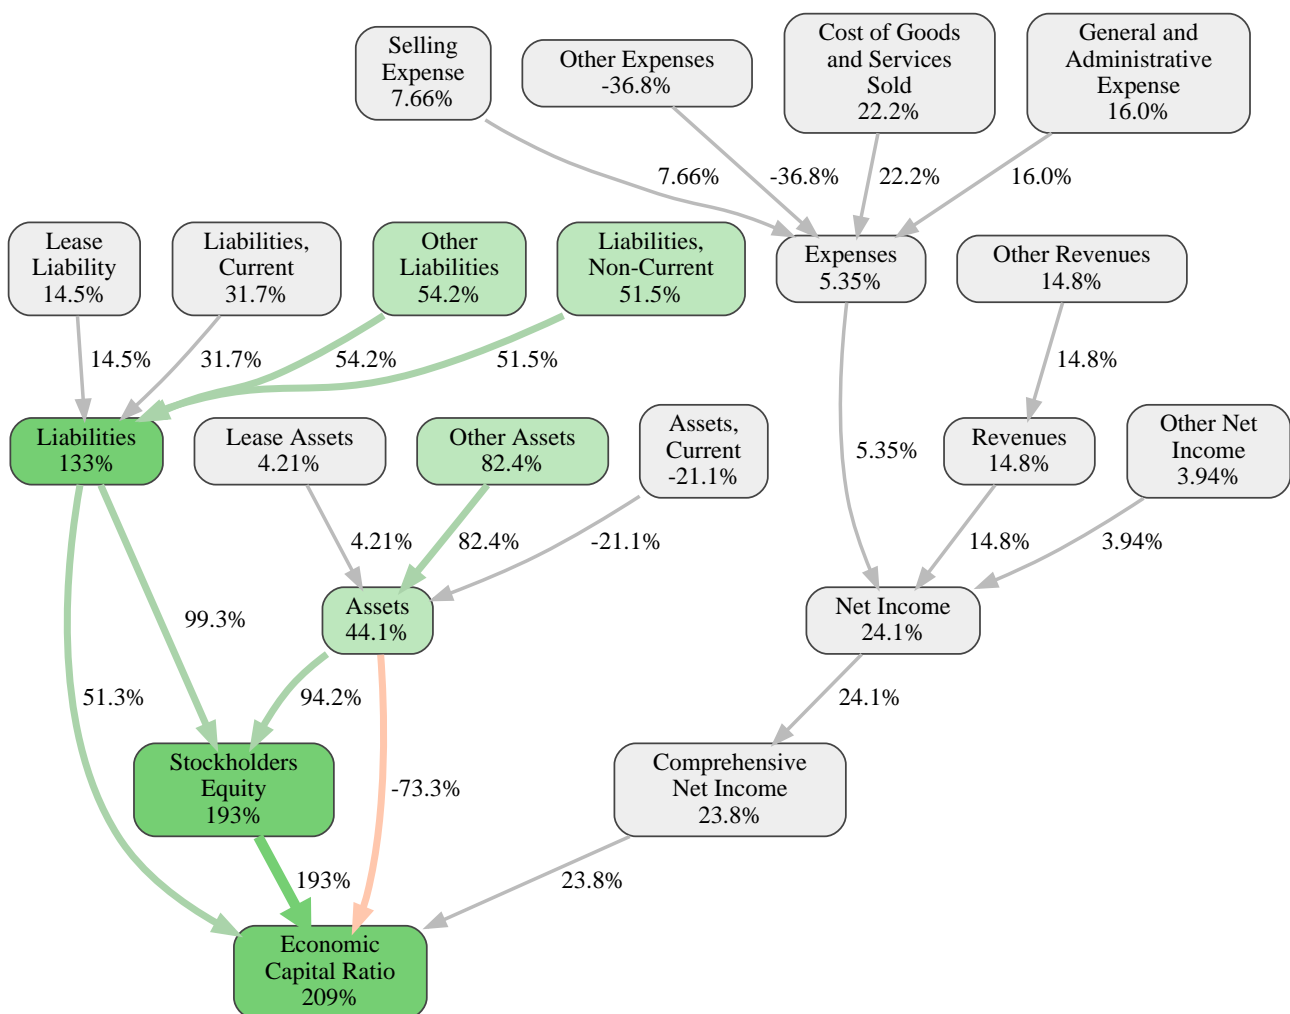 Selling
Expense
7.66%
Other Expenses
-36.8%
Cost of Goods
and Services
Sold
22.2%
General and
Administrative
Expense
16.0%
7.66%
-36.8%
22.2%
16.0%
Lease
Liability
14.5%
Liabilities,
Current
31.7%
Other
Liabilities
54.2%
Liabilities,
Non-Current
51.5%
Expenses
5.35%
Other Revenues
14.8%
14.5%
31.7%
54.2%
51.5%
14.8%
Liabilities
133%
Lease Assets
4.21%
Other Assets
82.4%
Assets,
Current
-21.1%
5.35%
Revenues
14.8%
Other Net
Income
3.94%
4.21%
82.4%
-21.1%
14.8%
3.94%
99.3%
Assets
44.1%
Net Income
24.1%
51.3%
94.2%
24.1%
Stockholders
Equity
193%
-73.3%
Comprehensive
Net Income
23.8%
193%
23.8%
Economic
Capital Ratio
209%